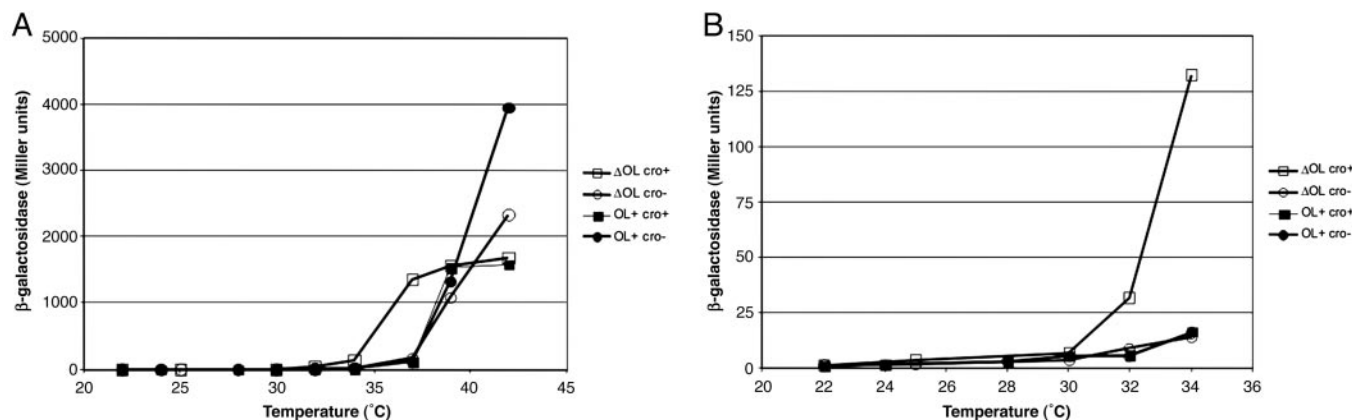 A
β-galactosidase (Miller units)
5000
4000
3000
2000
1000
0
20 25 30 35 40 45
Temperature (˚C)
ΔOL cro+
ΔOL cro-
OL+ cro+
OL+ cro-
B
β-galactosidase (Miller units)
150
125
100
75
50
25
0
20 22 24 26 28 30 32 34 36
Temperature (˚C)
ΔOL cro+
ΔOL cro-
OL+ cro+
OL+ cro-